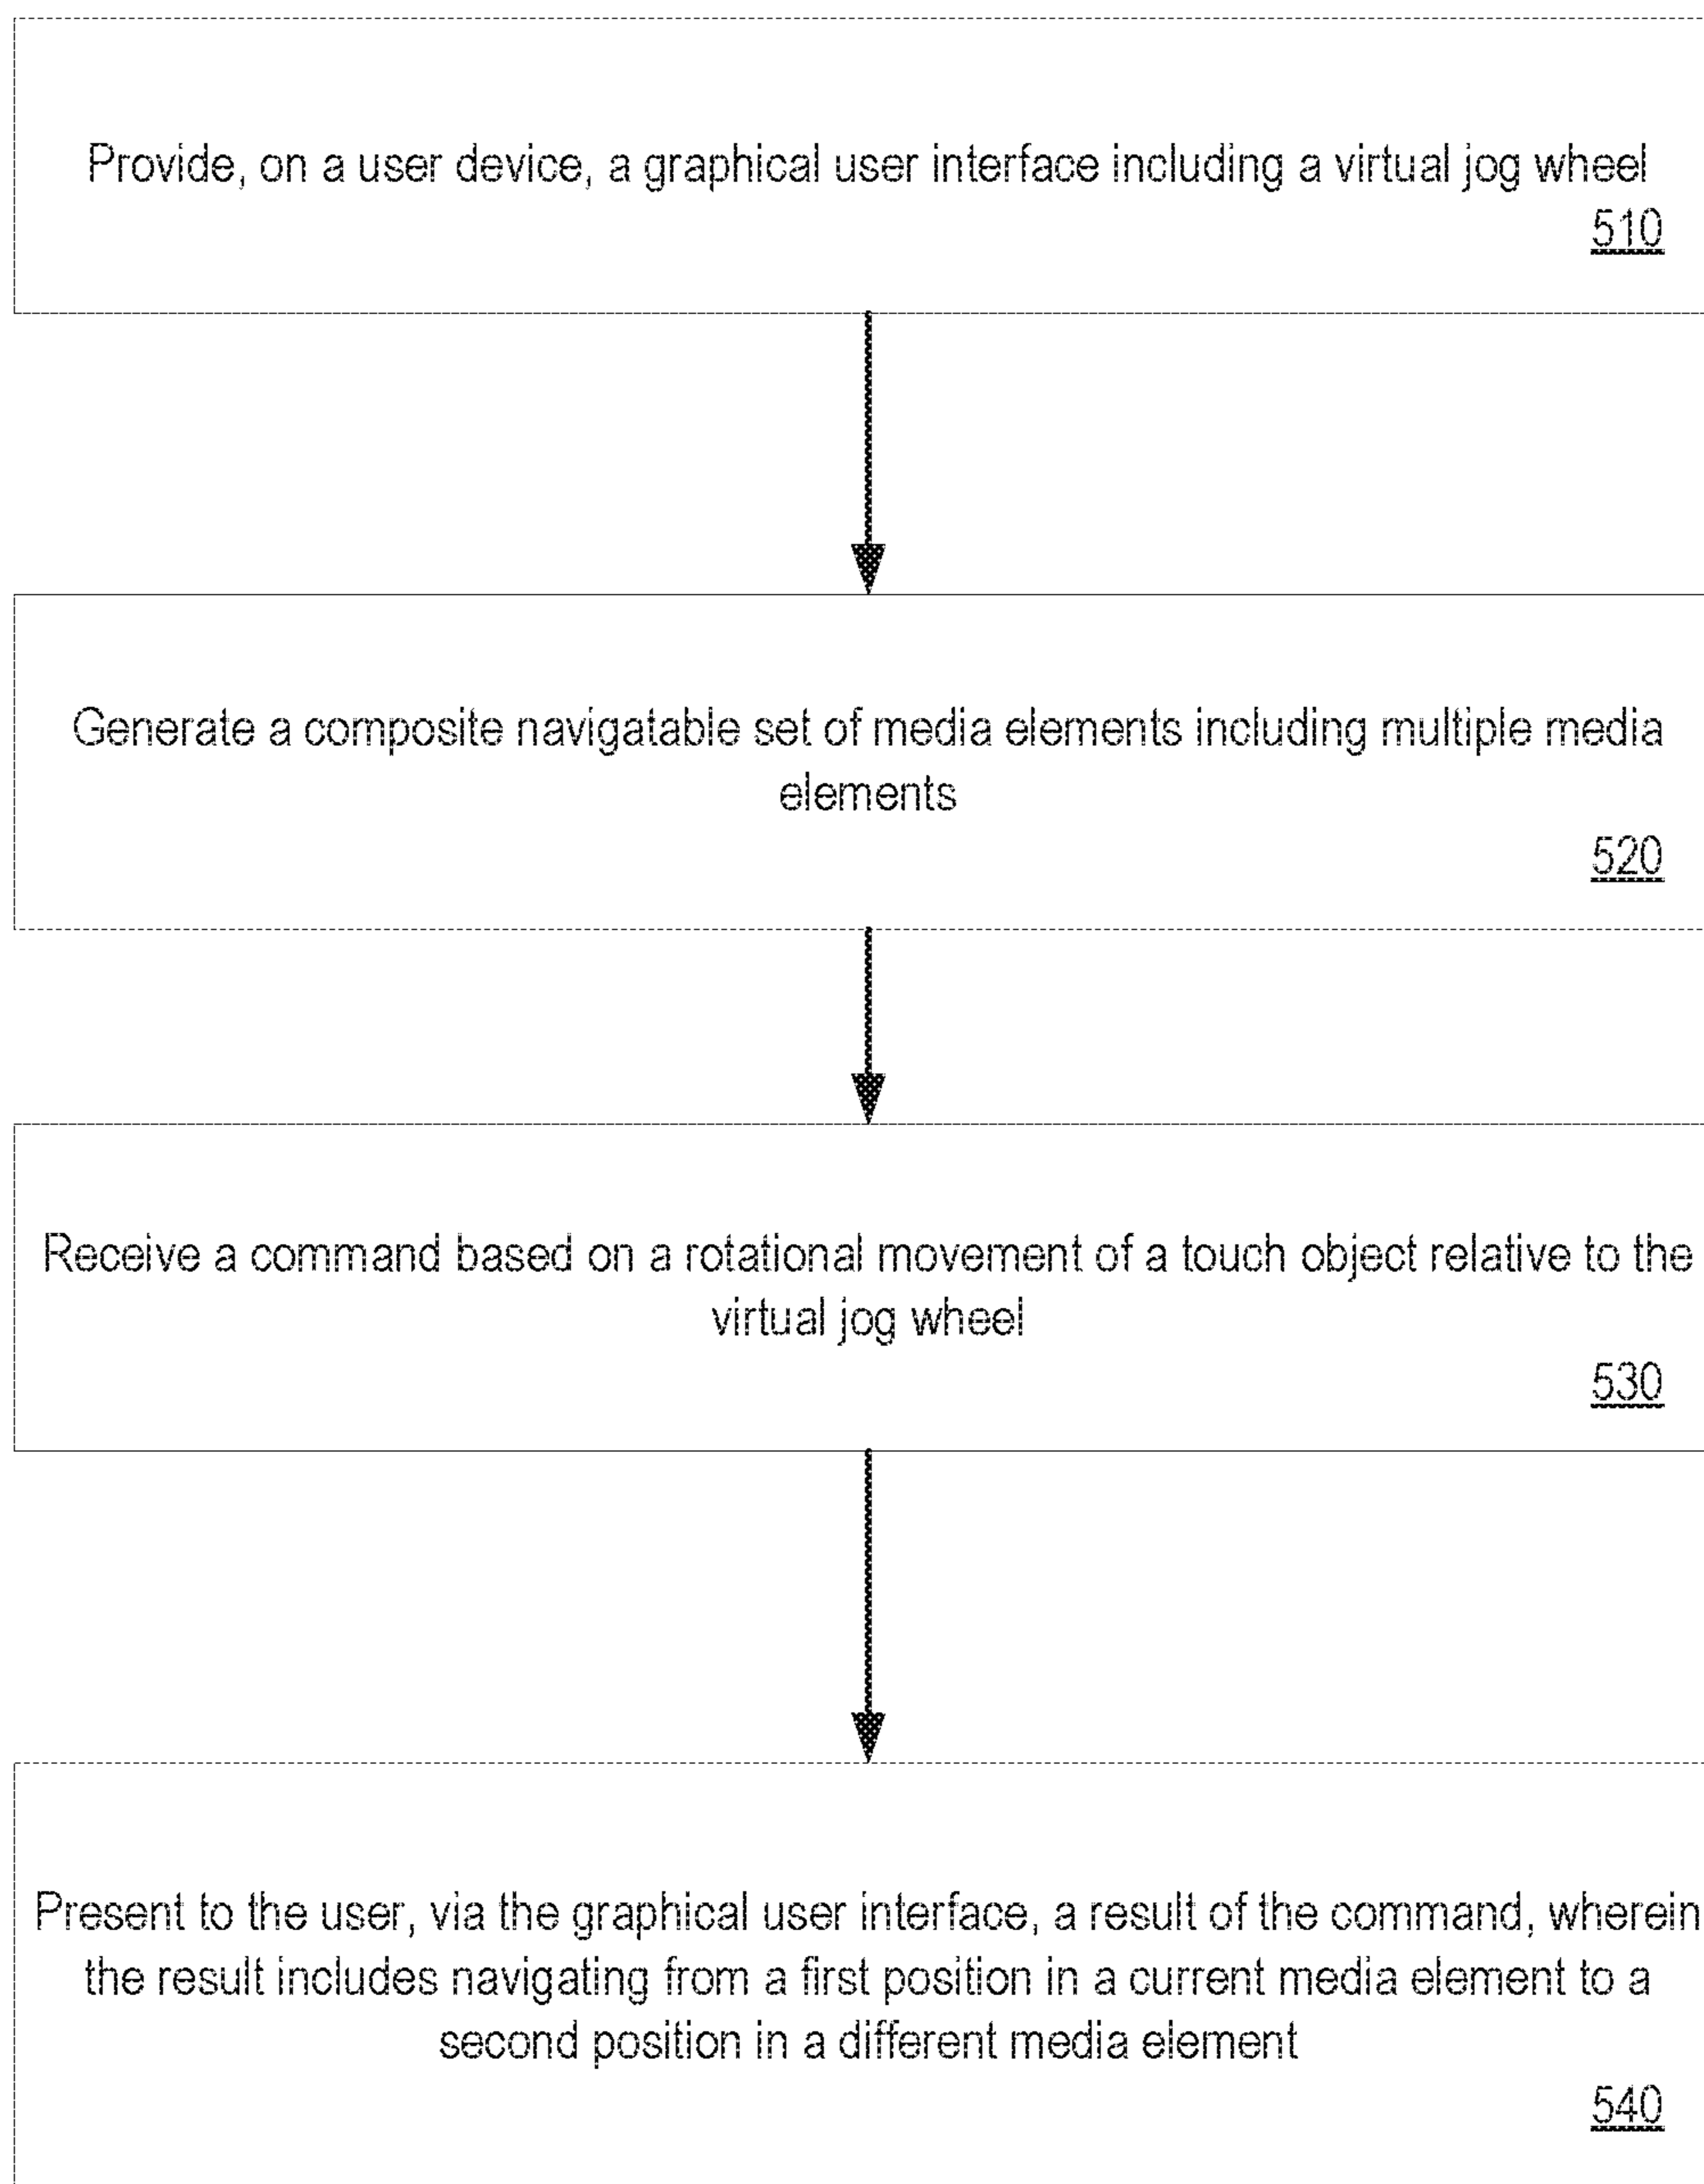 Provide, on a user device, a graphical user interface including a virtual jog wheel
510
Generate a composite navigatable set of media elements including multiple media
elements
520
Receive a command based on a rotational movement of a touch object relative to the
virtual jog wheel
530
Present to the user, via the graphical user interface, a result of the command, wherein
the result includes navigating from a first position in a current media element to a
second position in a different media element
540